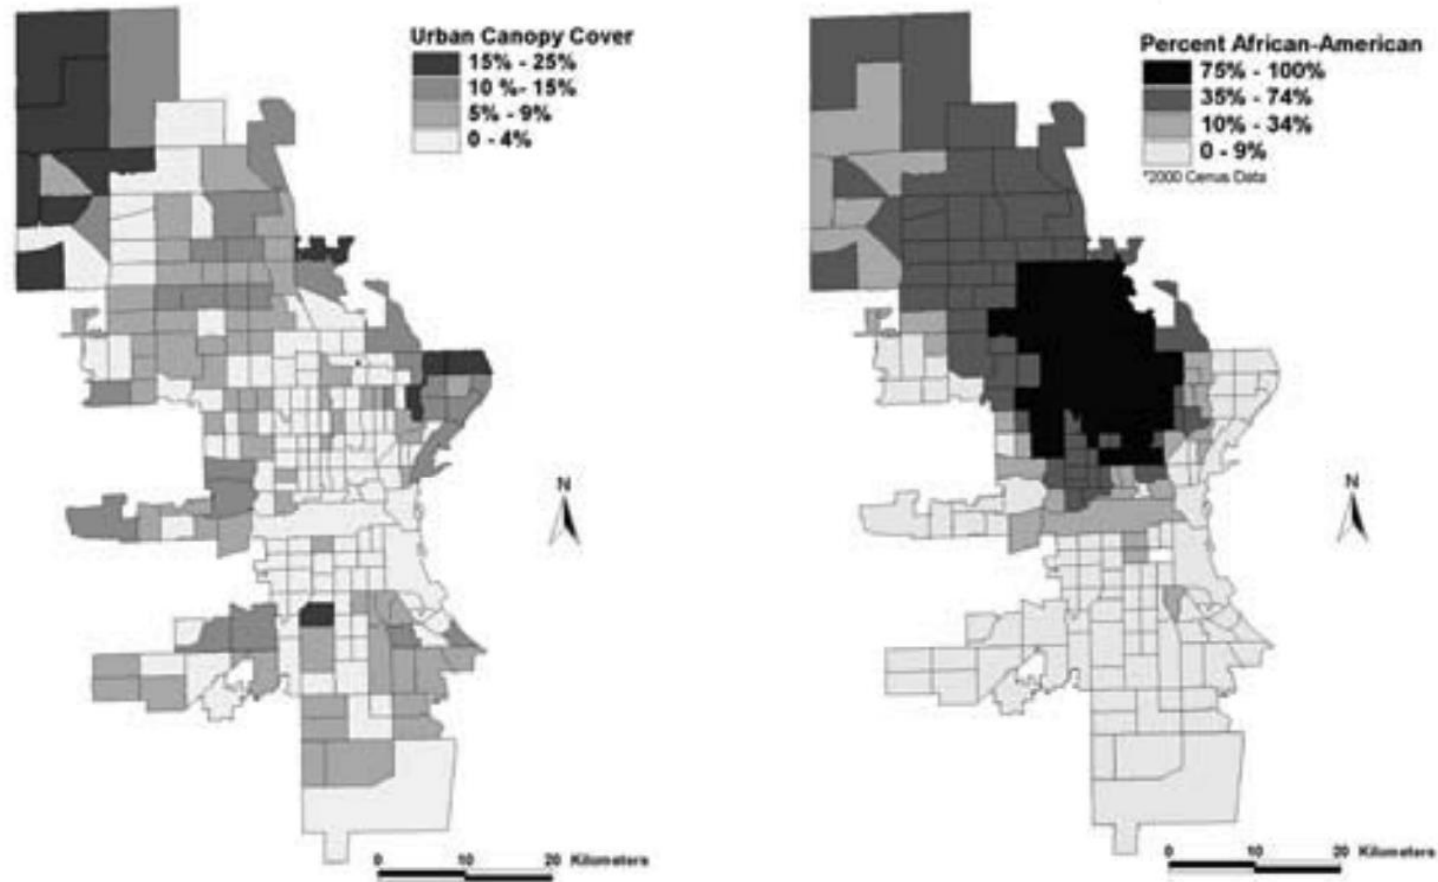 Urban Canopy Cover
15% - 25%
10 %- 15%
5% - 9%
0 - 4%
N
0 10 20 Kilometers
Percent African-American
75% - 100%
35% - 74%
10% - 34%
0 - 9%
*2000 Cenus Data
N
0 10 20 Kilometers